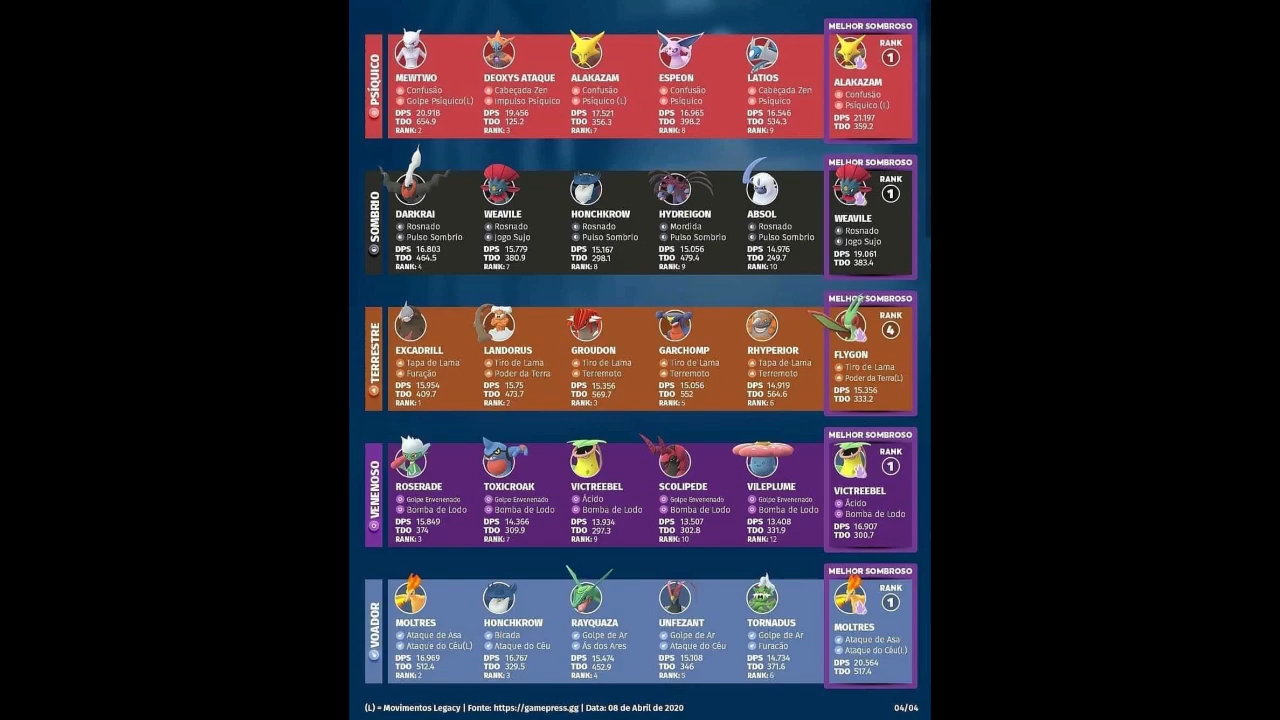 MELHOR SOMBROSO
PSÍQUICO
MEWTWO
Confusão
Golpe Psíquico(L)
DPS 20.918
TDO 654.9
RANK: 2
DEOXYS ATAQUE
Cabeçada Zen
Impulso Psíquico
DPS 19.456
TDO 125.2
RANK: 3
ALAKAZAM
Confusão
Psíquico (L)
DPS 17.521
TDO 356.3
RANK: 7
ESPEON
Confusão
Psíquico
DPS 16.965
TDO 398.2
RANK: 8
LATIOS
Cabeçada Zen
Psíquico
DPS 16.546
TDO 534.3
RANK: 9
RANK
1
ALAKAZAM
Confusão
Psíquico (L)
DPS 21.197
TDO 359.2
MELHOR SOMBROSO
SOMBRIO
DARKRAI
Rosnado
Pulso Sombrio
DPS 16.803
TDO 464.5
RANK: 4
WEAVILE
Rosnado
Jogo Sujo
DPS 15.779
TDO 380.9
RANK: 7
HONCHKROW
Rosnado
Pulso Sombrio
DPS 15.167
TDO 298.1
RANK: 8
HYDREIGON
Mordida
Pulso Sombrio
DPS 15.056
TDO 479.4
RANK: 9
ABSOL
Rosnado
Pulso Sombrio
DPS 14.976
TDO 249.7
RANK: 10
RANK
1
WEAVILE
Rosnado
Jogo Sujo
DPS 19.061
TDO 383.4
MELHOR SOMBROSO
TERRESTRE
EXCADRILL
Tapa de Lama
Furação
DPS 15.954
TDO 409.7
RANK: 1
LANDORUS
Tiro de Lama
Poder da Terra
DPS 15.75
TDO 473.7
RANK: 2
GROUDON
Tiro de Lama
Terremoto
DPS 15.356
TDO 569.7
RANK: 3
GARCHOMP
Tiro de Lama
Terremoto
DPS 15.056
TDO 552
RANK: 5
RHYPERIOR
Tapa de Lama
Terremoto
DPS 14.919
TDO 564.6
RANK: 6
RANK
4
FLYGON
Tiro de Lama
Poder da Terra(L)
DPS 15.356
TDO 333.2
MELHOR SOMBROSO
VENENOSO
ROSERADE
Golpe Envenenado
Bomba de Lodo
DPS 15.849
TDO 374
RANK: 3
TOXICROAK
Golpe Envenenado
Bomba de Lodo
DPS 14.366
TDO 309.9
RANK: 7
VICTREEBEL
Ácido
Bomba de Lodo
DPS 13.934
TDO 297.3
RANK: 9
SCOLIPEDE
Golpe Envenenado
Bomba de Lodo
DPS 13.507
TDO 302.8
RANK: 10
VILEPLUME
Golpe Envenenado
Bomba de Lodo
DPS 13.408
TDO 331.9
RANK: 12
RANK
1
VICTREEBEL
Ácido
Bomba de Lodo
DPS 16.907
TDO 300.7
MELHOR SOMBROSO
VOADOR
MOLTRES
Ataque de Asa
Ataque do Céu(L)
DPS 16.969
TDO 512.4
RANK: 2
HONCHKROW
Bicada
Ataque do Céu
DPS 16.767
TDO 329.5
RANK: 3
RAYQUAZA
Golpe de Ar
Ás dos Ares
DPS 15.474
TDO 452.9
RANK: 4
UNFEZANT
Golpe de Ar
Ataque do Céu
DPS 15.108
TDO 346
RANK: 5
TORNADUS
Golpe de Ar
Furacão
DPS 14.734
TDO 371.6
RANK: 6
RANK
1
MOLTRES
Ataque de Asa
Ataque do Céu(L)
DPS 20.564
TDO 517.4
(L) = Movimentos Legacy | Fonte: https://gamepress.gg | Data: 08 de Abril de 2020
04/04